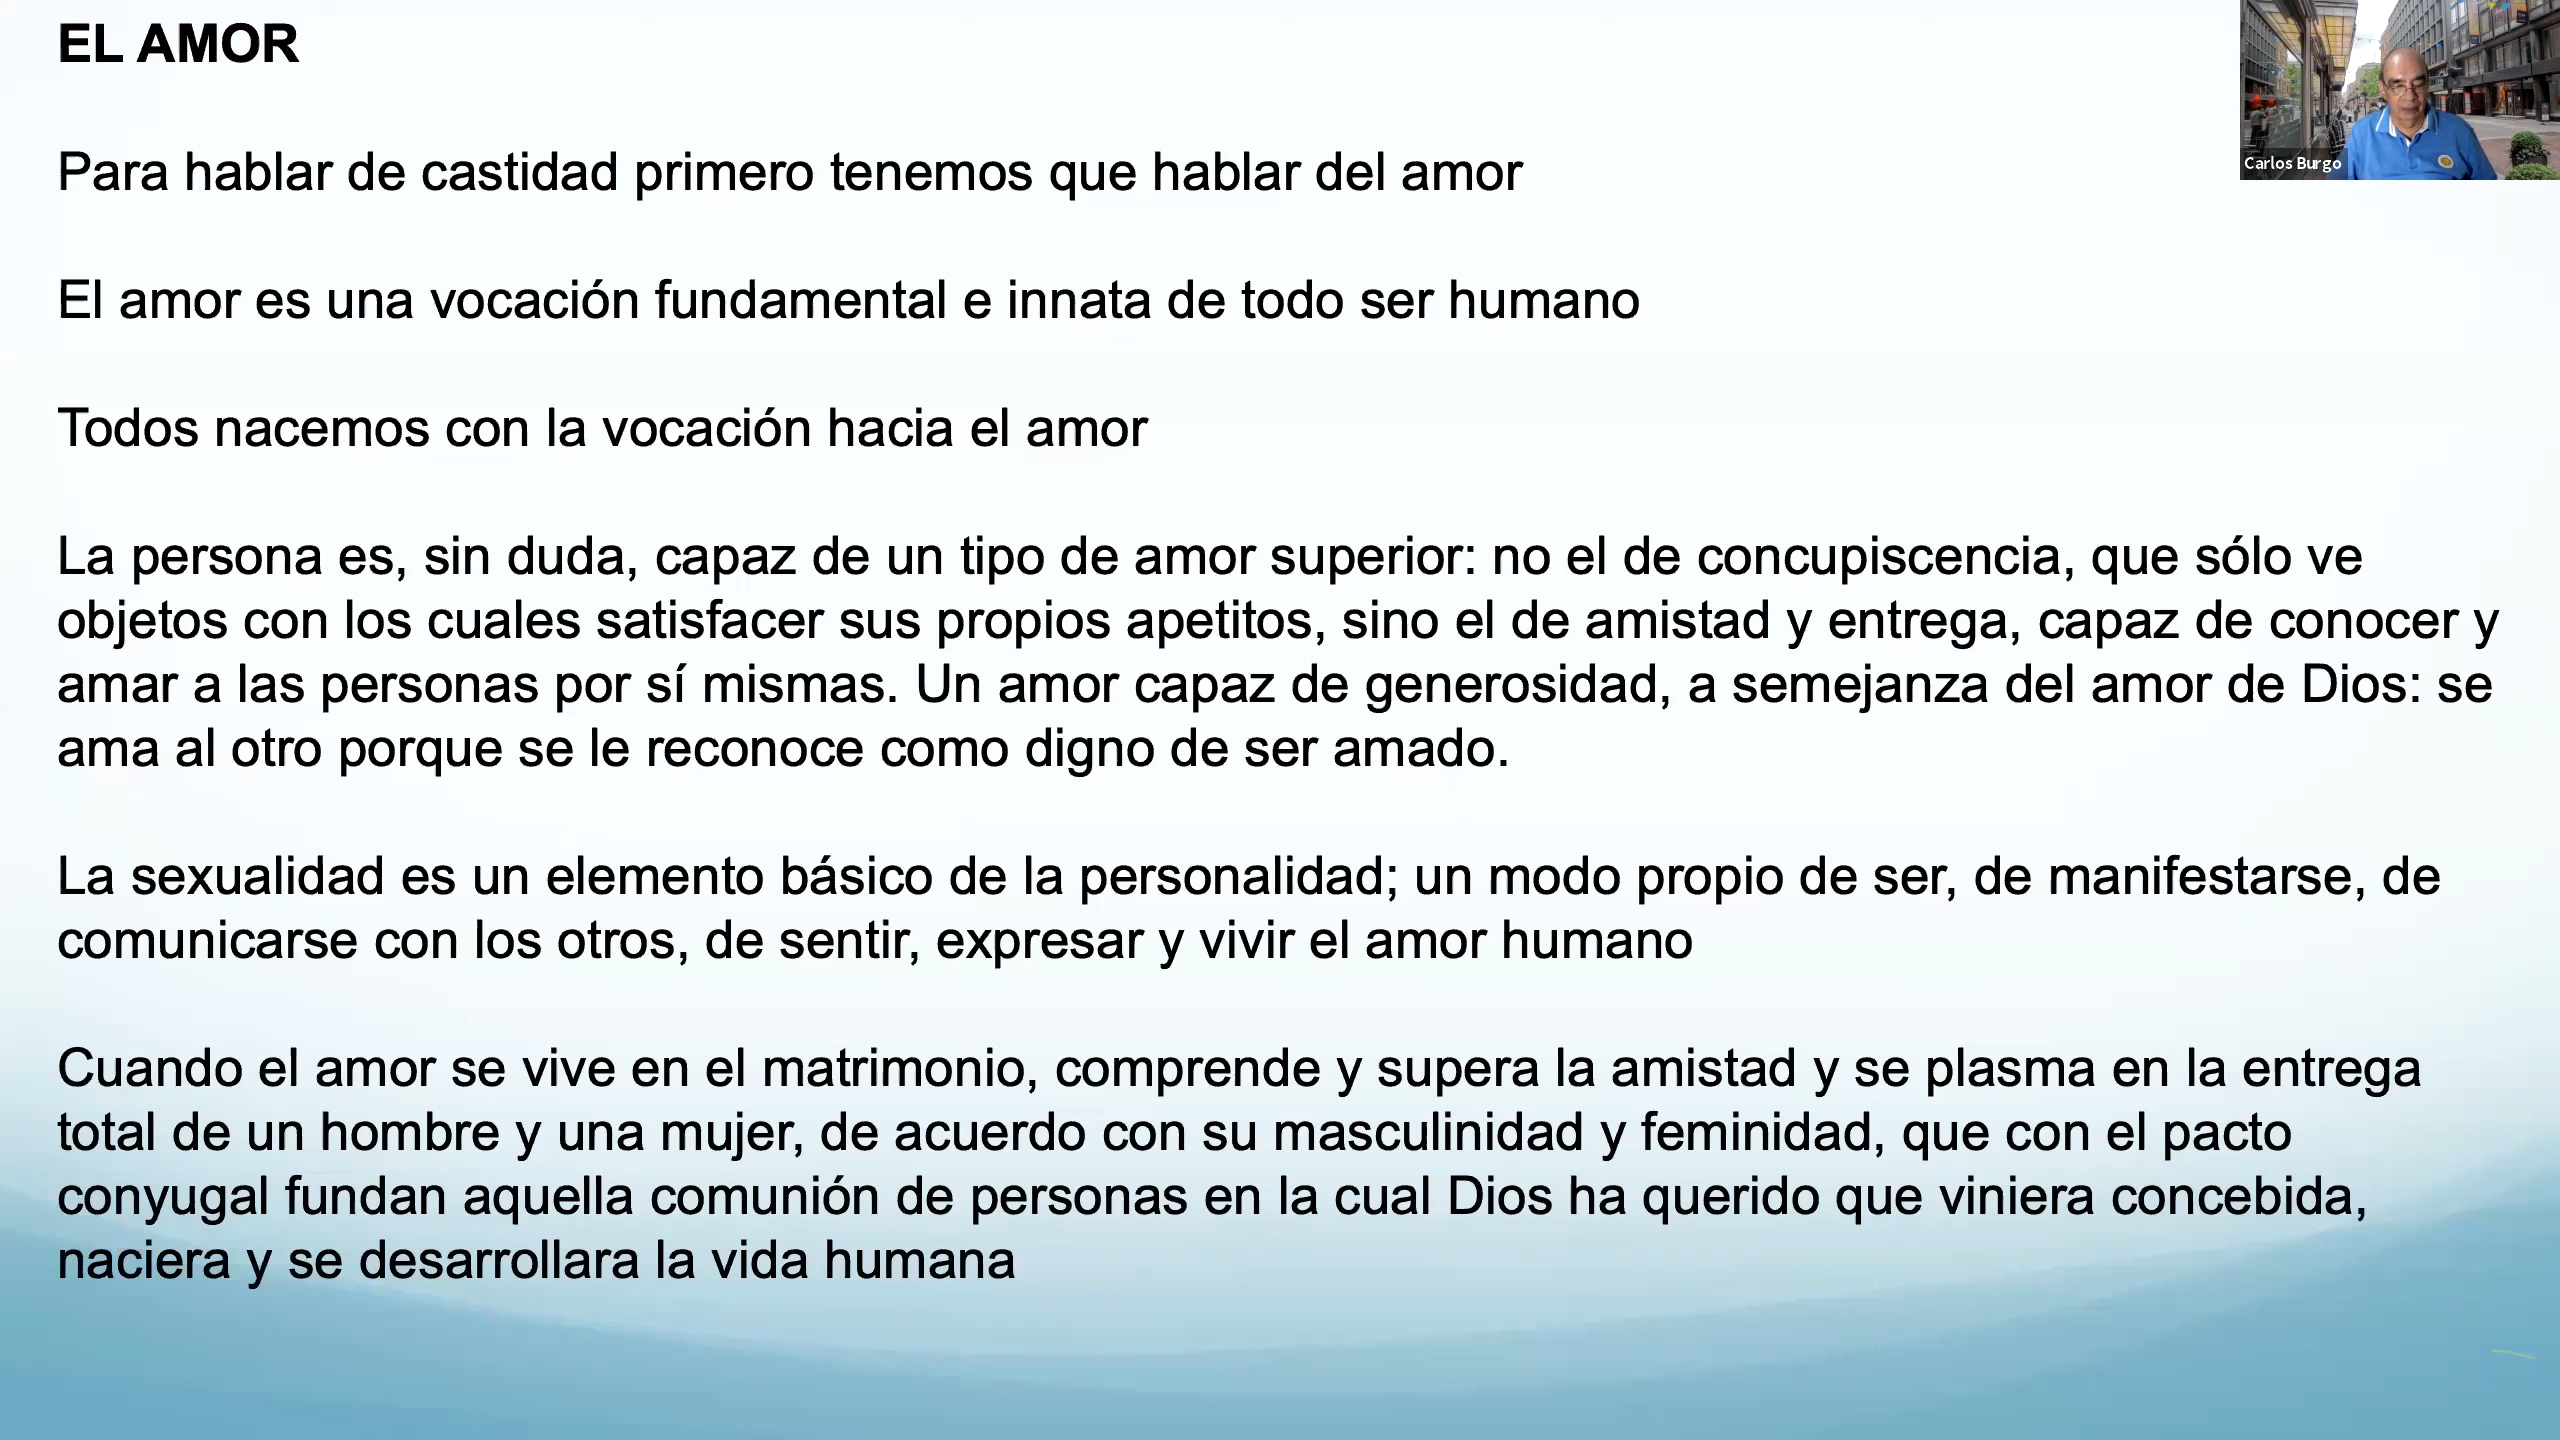 EL AMOR
Para hablar de castidad primero tenemos que hablar del amor
El amor es una vocación fundamental e innata de todo ser humano
Todos nacemos con la vocación hacia el amor
La persona es, sin duda, capaz de un tipo de amor superior: no el de concupiscencia, que sólo ve
objetos con los cuales satisfacer sus propios apetitos, sino el de amistad y entrega, capaz de conocer y
amar a las personas por sí mismas. Un amor capaz de generosidad, a semejanza del amor de Dios: se
ama al otro porque se le reconoce como digno de ser amado.
La sexualidad es un elemento básico de la personalidad; un modo propio de ser, de manifestarse, de
comunicarse con los otros, de sentir, expresar y vivir el amor humano
Cuando el amor se vive en el matrimonio, comprende y supera la amistad y se plasma en la entrega
total de un hombre y una mujer, de acuerdo con su masculinidad y feminidad, que con el pacto
conyugal fundan aquella comunión de personas en la cual Dios ha querido que viniera concebida,
naciera y se desarrollara la vida humana
Carlos Burgo